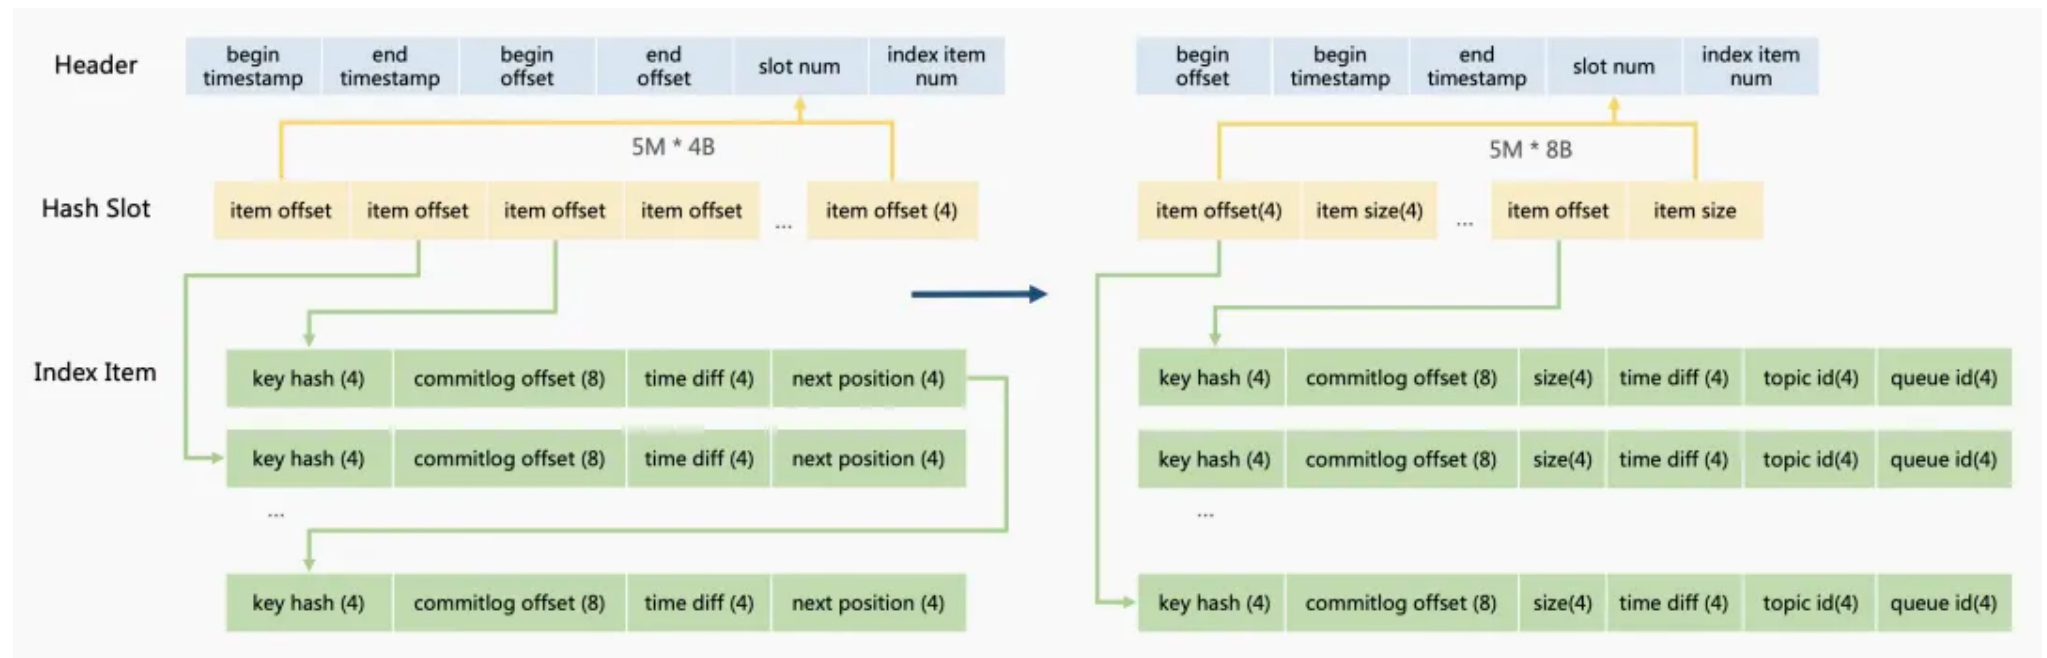 Header
begin
timestamp
end
timestamp
begin
offset
end
offset
slot num
index item
num
begin
offset
begin
timestamp
end
timestamp
slot num
index item
num
5M * 4B
5M * 8B
Hash Slot
item offset
item offset
item offset
item offset
...
item offset (4)
item offset(4)
item size(4)
...
item offset
item size
Index Item
key hash (4)
commitlog offset (8)
time diff (4)
next position (4)
key hash (4)
commitlog offset (8)
size(4)
time diff (4)
topic id(4)
queue id(4)
key hash (4)
commitlog offset (8)
time diff (4)
next position (4)
key hash (4)
commitlog offset (8)
size(4)
time diff (4)
topic id(4)
queue id(4)
...
...
key hash (4)
commitlog offset (8)
time diff (4)
next position (4)
key hash (4)
commitlog offset (8)
size(4)
time diff (4)
topic id(4)
queue id(4)